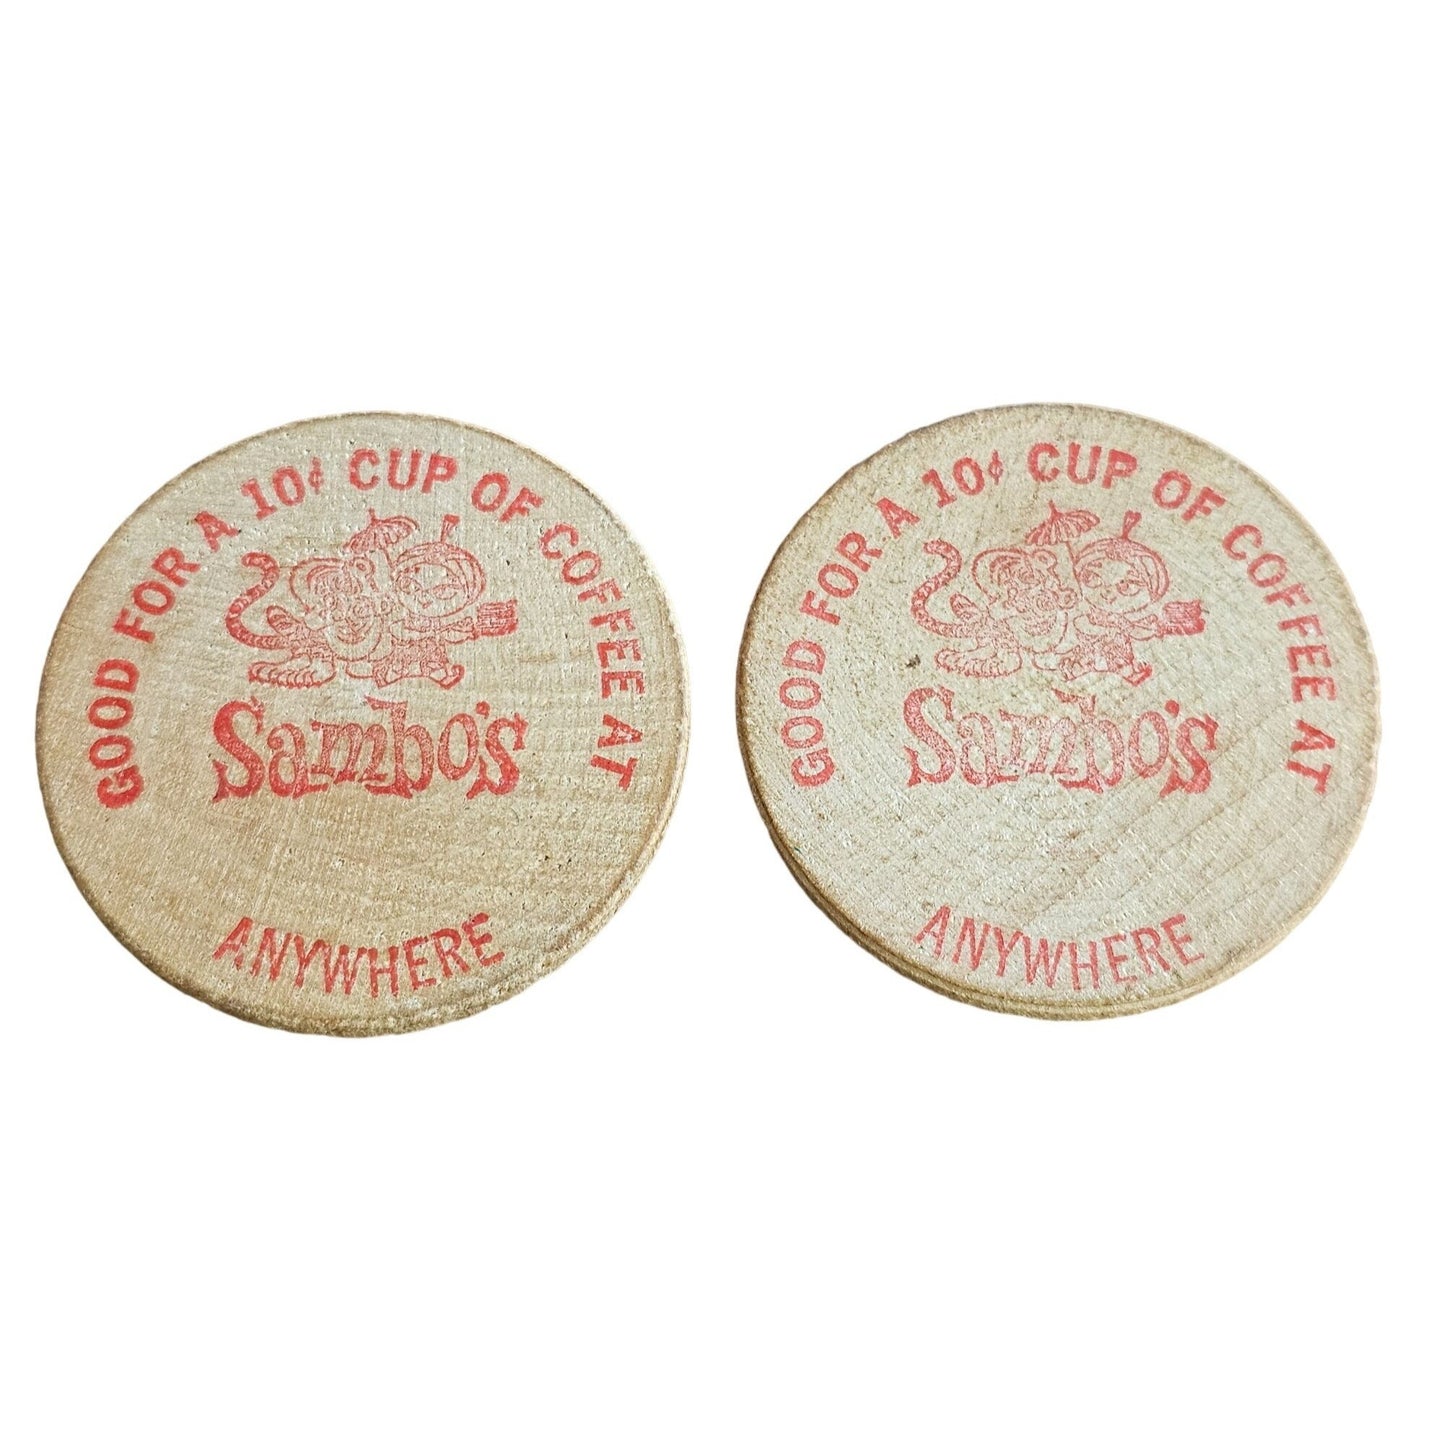 GOOD FOR A 10¢ CUP OF COFFEE AT
Sambo's
ANYWHERE
GOOD FOR A 10¢ CUP OF COFFEE AT
Sambo's
ANYWHERE